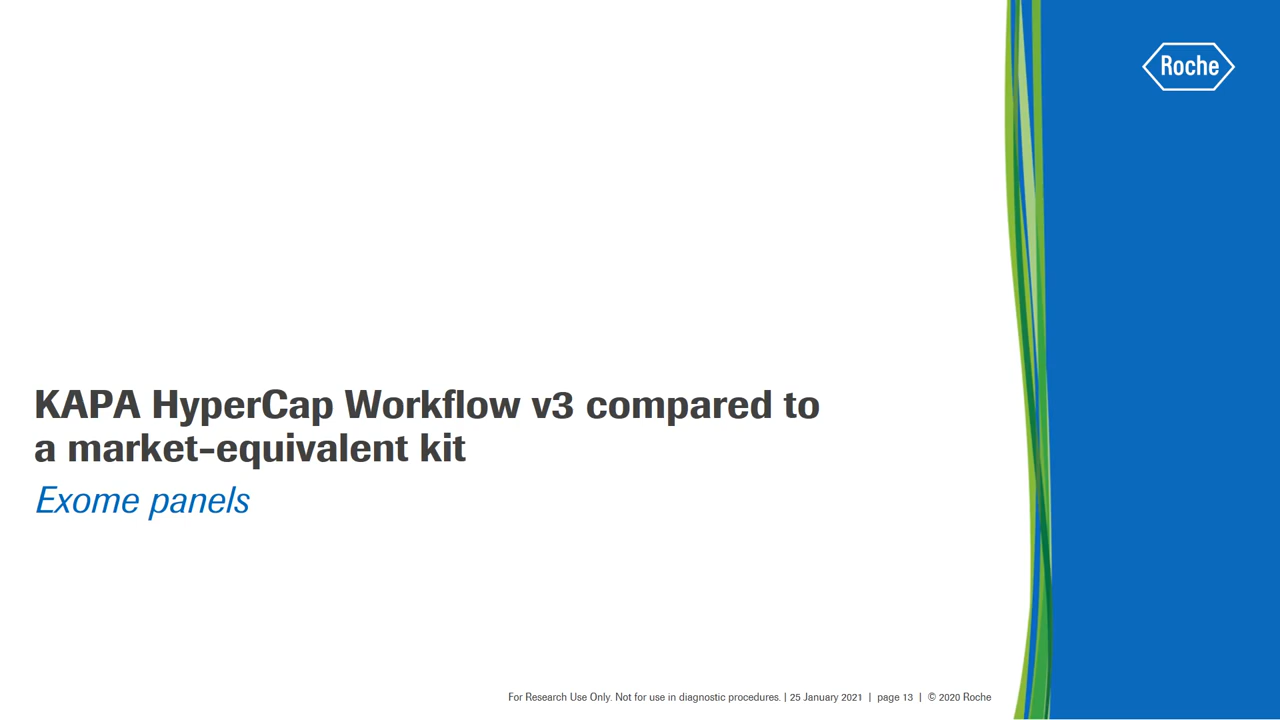 Roche
KAPA HyperCap Workflow v3 compared to
a market-equivalent kit
Exome panels
For Research Use Only. Not for use in diagnostic procedures. | 25 January 2021 | page 13 | © 2020 Roche